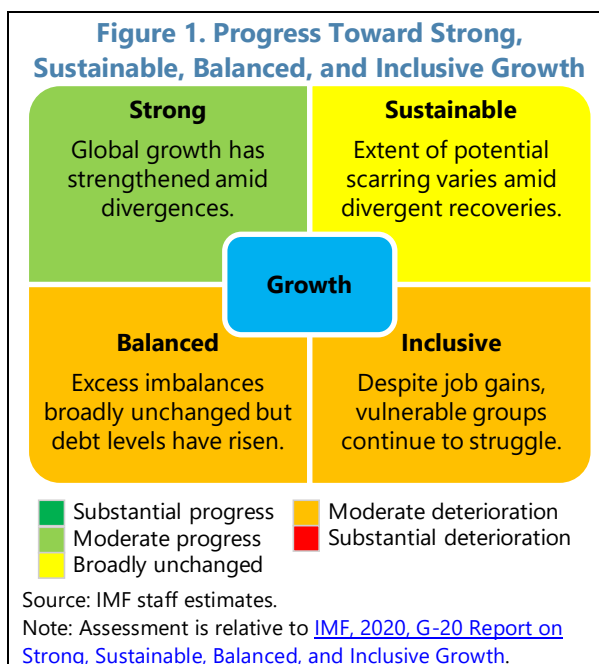 Figure 1. Progress Toward Strong,
Sustainable, Balanced, and Inclusive Growth
Strong
Global growth has
strengthened amid
divergences.
Sustainable
Extent of potential
scarring varies amid
divergent recoveries.
Growth
Balanced
Excess imbalances
broadly unchanged but
debt levels have risen.
Inclusive
Despite job gains,
vulnerable groups
continue to struggle.
Substantial progress
Moderate progress
Broadly unchanged
Moderate deterioration
Substantial deterioration
Source: IMF staff estimates.
Note: Assessment is relative to IMF, 2020, G-20 Report on
Strong, Sustainable, Balanced, and Inclusive Growth.